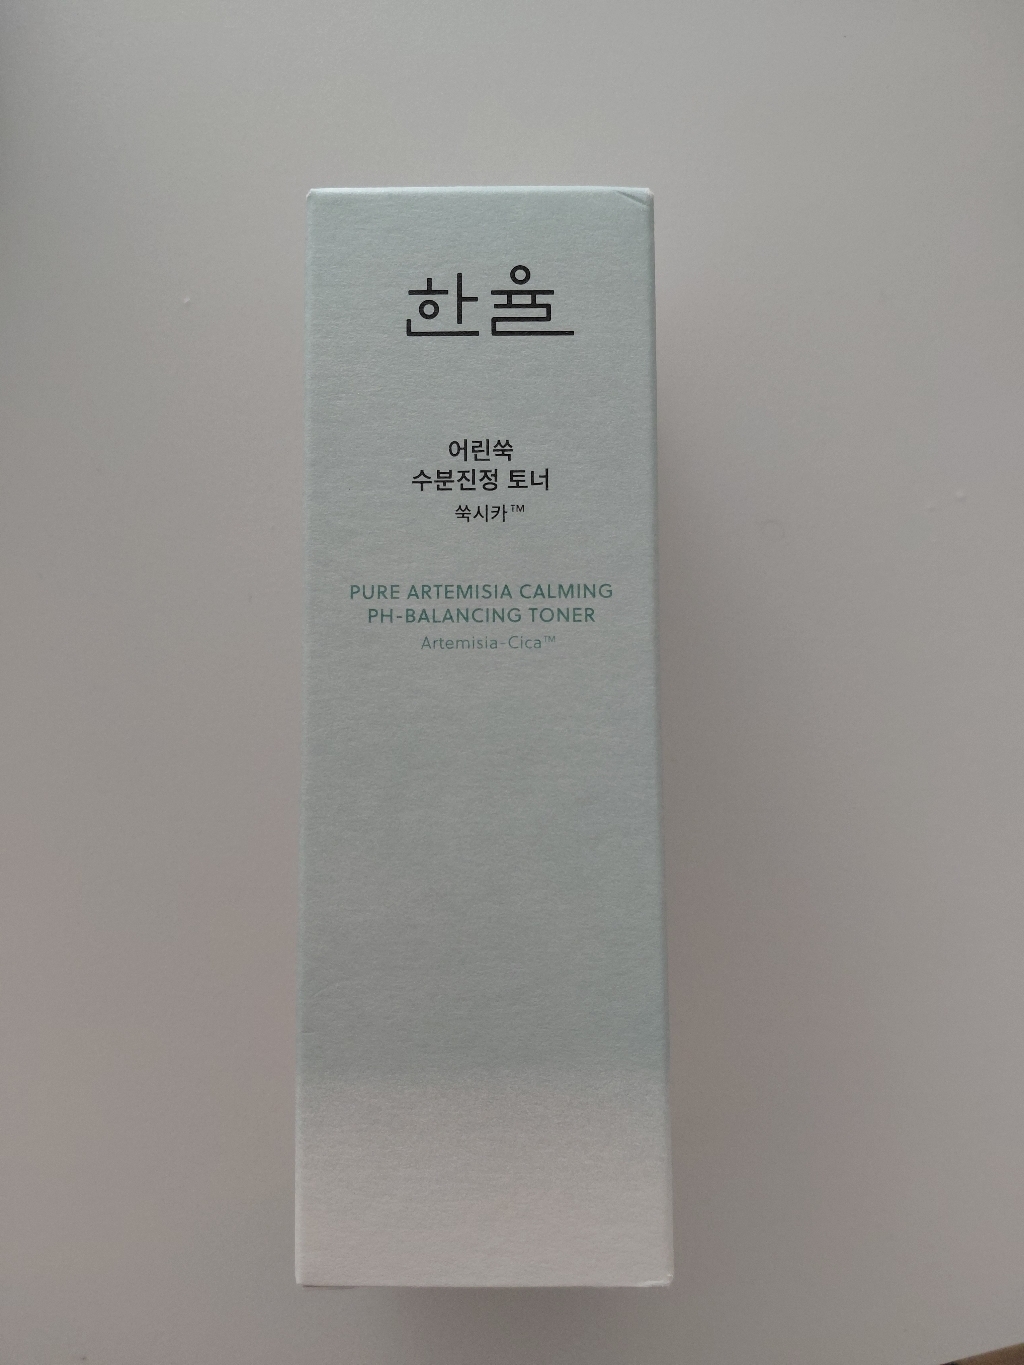 한율
어린쑥
수분진정 토너
쑥시카™
PURE ARTEMISIA CALMING
PH-BALANCING TONER
Artemisia-Cica™